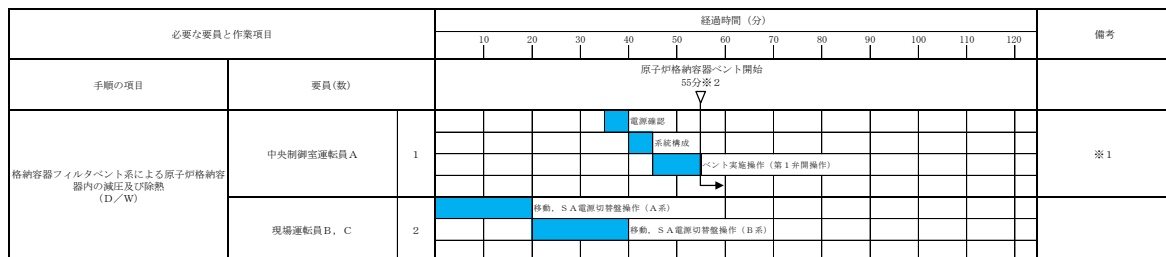 必要な要員と作業項目
経過時間（分）
備考
10 20 30 40 50 60 70 80 90 100 110 120
手順の項目
要員(数)
原子炉格納容器ベント開始
55分※２
格納容器フィルタベント系による原子炉格納容
器内の減圧及び除熱
（Ｄ／Ｗ）
中央制御室運転員Ａ
1
電源確認
系統構成
ベント実施操作（第１弁開操作）
※１
現場運転員Ｂ，Ｃ
2
移動，ＳＡ電源切替盤操作（Ａ系）
移動，ＳＡ電源切替盤操作（Ｂ系）